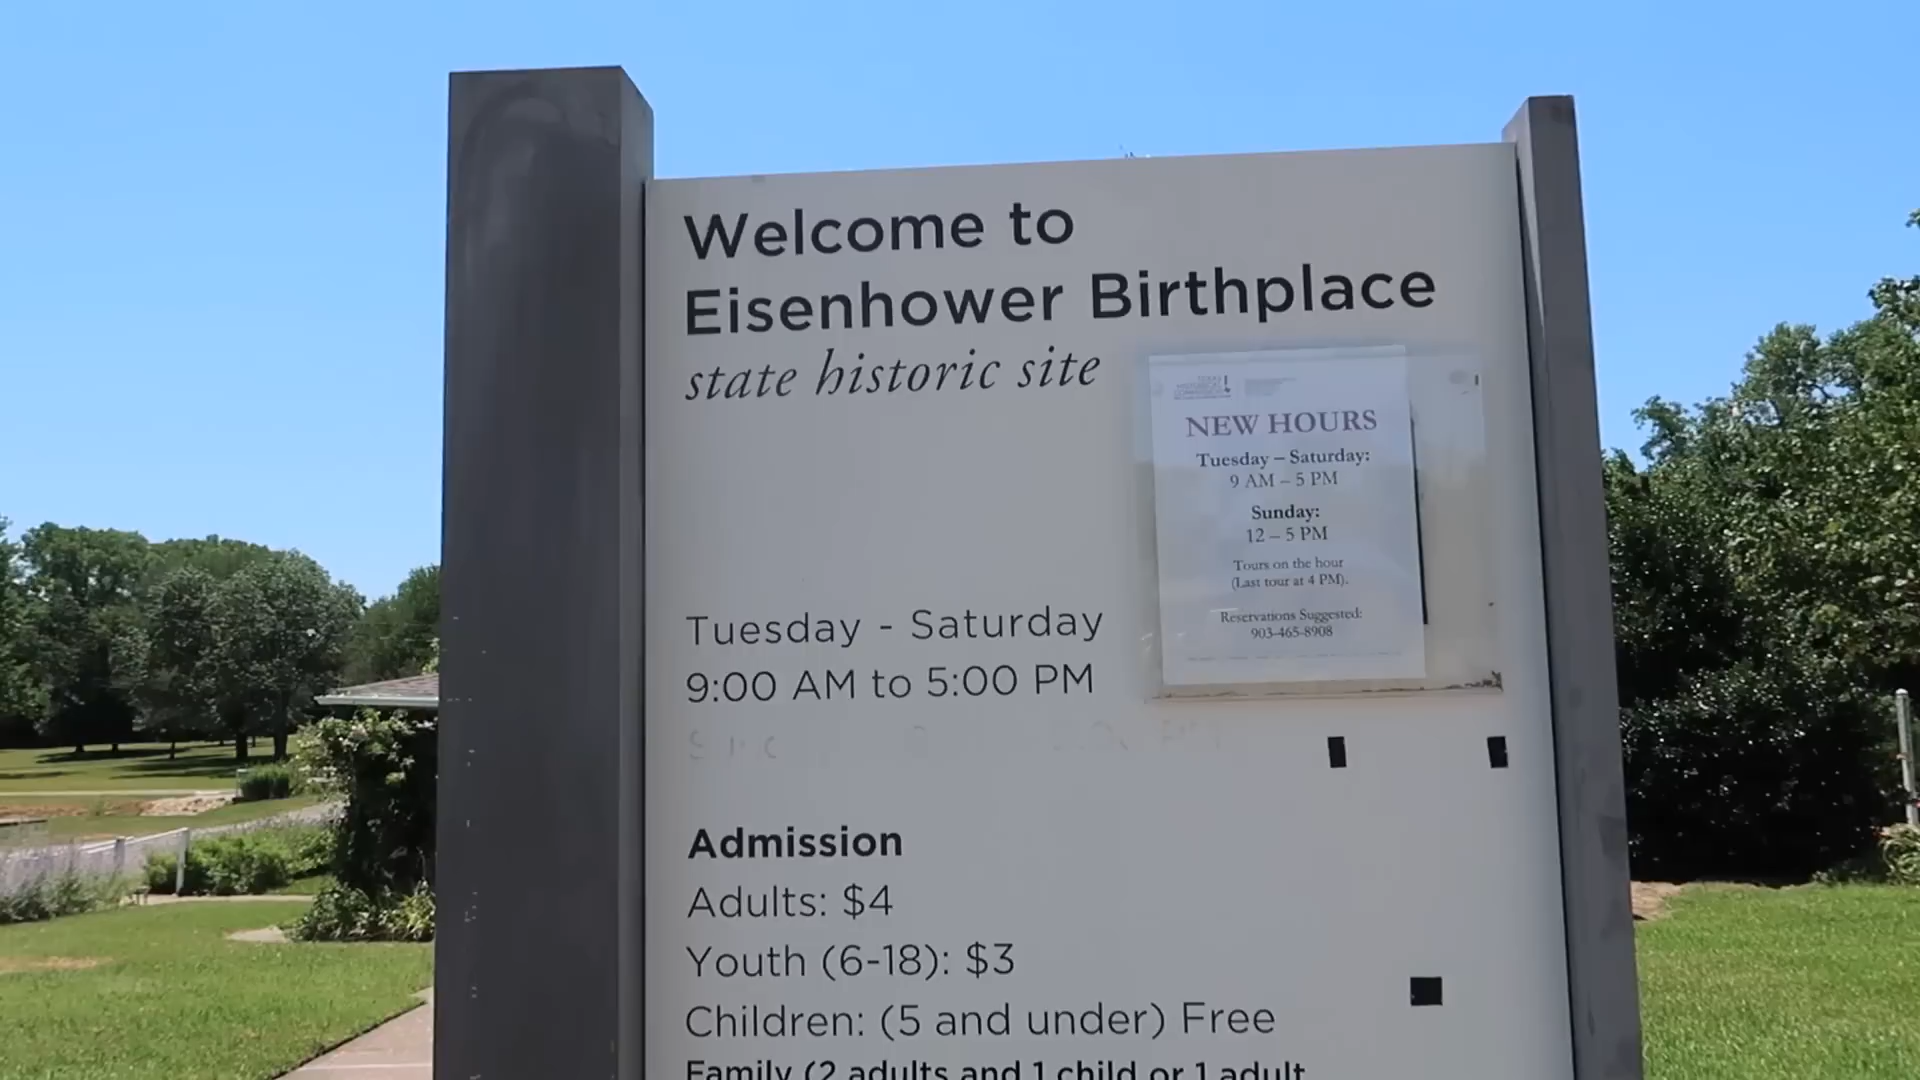 Welcome to
Eisenhower Birthplace
state historic site
TEXAS
HISTORICAL
COMMISSION
NEW HOURS
Tuesday – Saturday:
9 AM – 5 PM
Sunday:
12 – 5 PM
Tours on the hour
(Last tour at 4 PM).
Reservations Suggested:
903-465-8908
Tuesday - Saturday
9:00 AM to 5:00 PM
Admission
Adults: $4
Youth (6-18): $3
Children: (5 and under) Free
Family (2 adults and 1 child or 1 adult